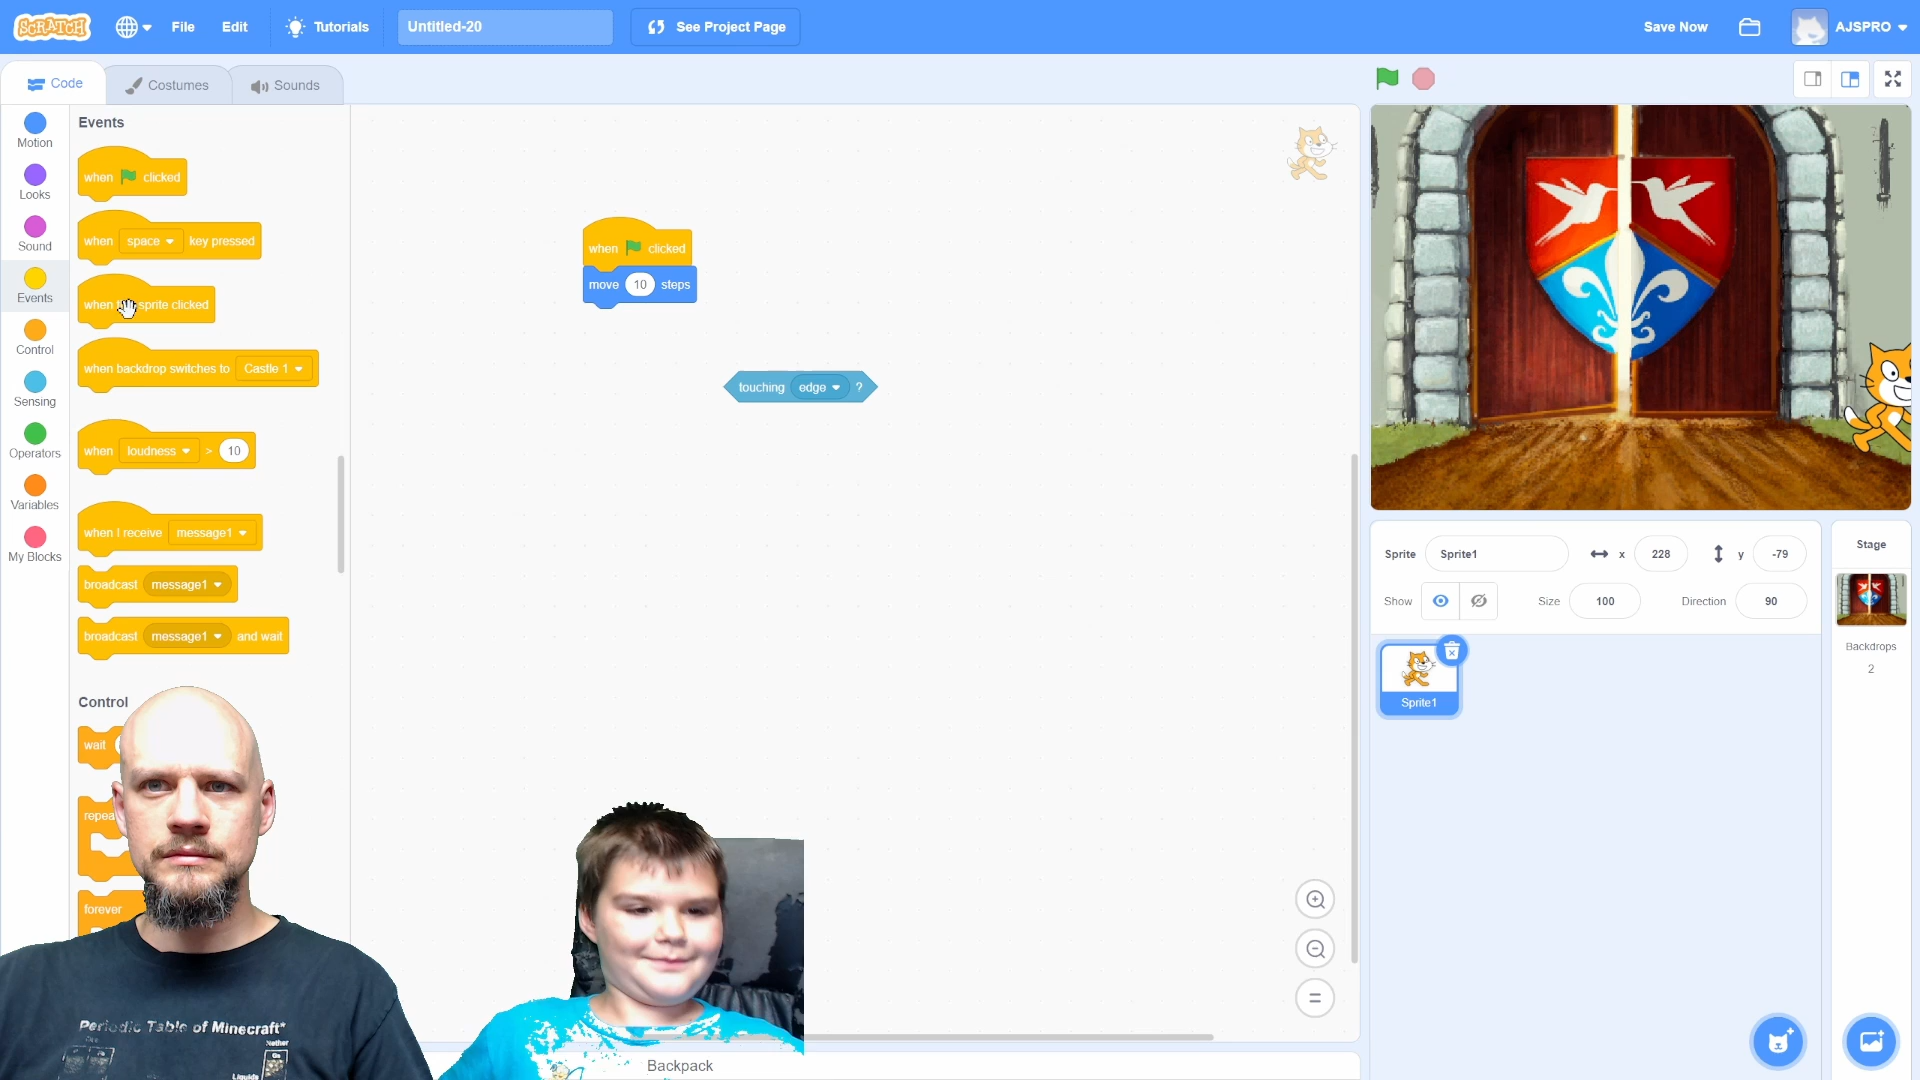 SCRATCH
File
Edit
Tutorials
Untitled-20
See Project Page
Save Now
AJSPRO
Code
Costumes
Sounds
Motion
Looks
Sound
Events
Control
Sensing
Operators
Variables
My Blocks
Events
when clicked
when space key pressed
when sprite clicked
when backdrop switches to Castle 1
when loudness > 10
when I receive message1
broadcast message1
broadcast message1 and wait
Control
wait
forever
when clicked
move 10 steps
touching edge ?
Sprite
Sprite1
x
228
y
-79
Show
Size
100
Direction
90
Sprite1
Stage
Backdrops
2
Backpack
Periodic Table of Minecraft*
Nether
Liquids